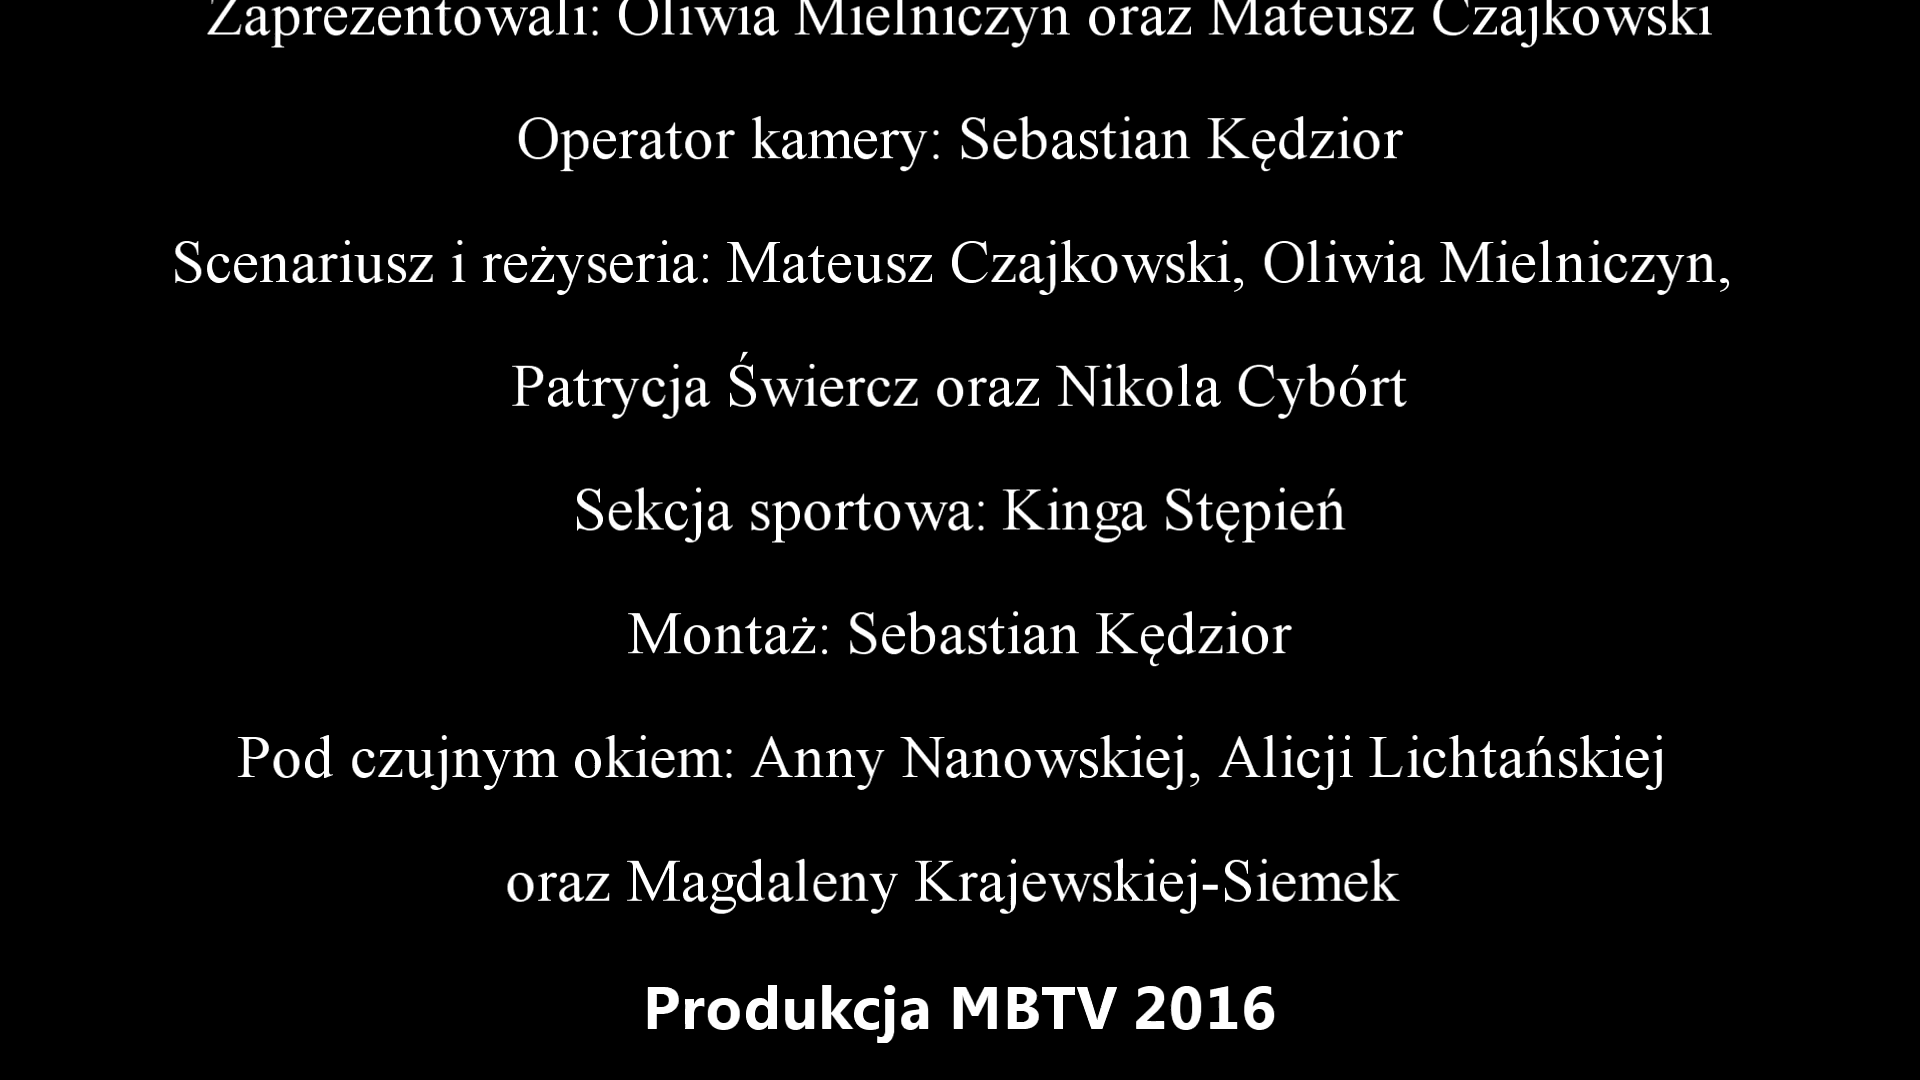 Zaprezentowali: Oliwia Mielniczyn oraz Mateusz Czajkowski
Operator kamery: Sebastian Kędzior
Scenariusz i reżyseria: Mateusz Czajkowski, Oliwia Mielniczyn,
Patrycja Świercz oraz Nikola Cybórt
Sekcja sportowa: Kinga Stępień
Montaż: Sebastian Kędzior
Pod czujnym okiem: Anny Nanowskiej, Alicji Lichtańskiej
oraz Magdaleny Krajewskiej-Siemek
Produkcja MBTV 2016